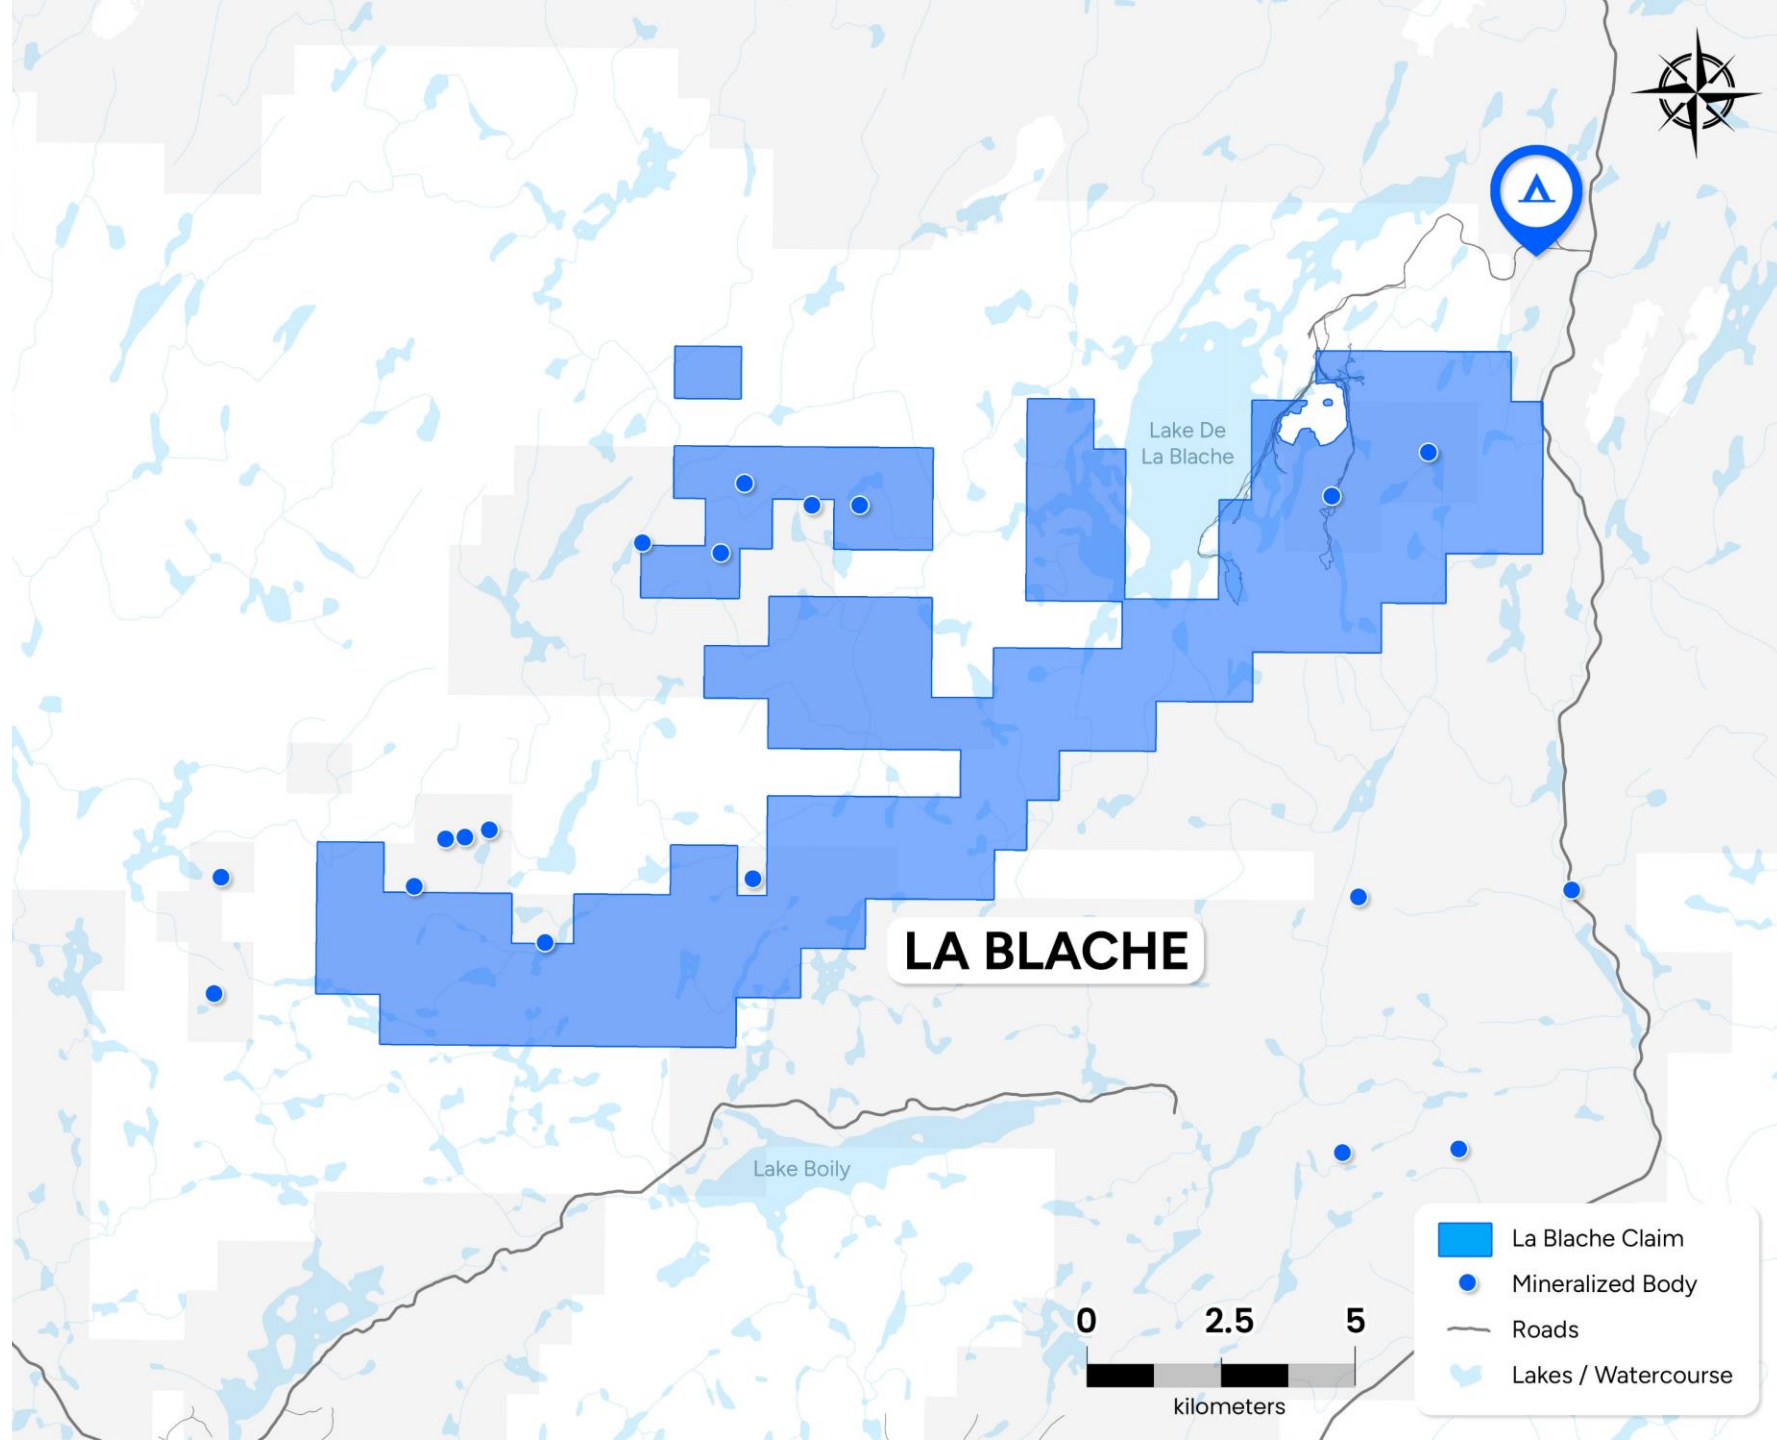 Lake De
La Blache
LA BLACHE
Lake Boily
La Blache Claim
Mineralized Body
Roads
Lakes / Watercourse
0 2.5 5
kilometers